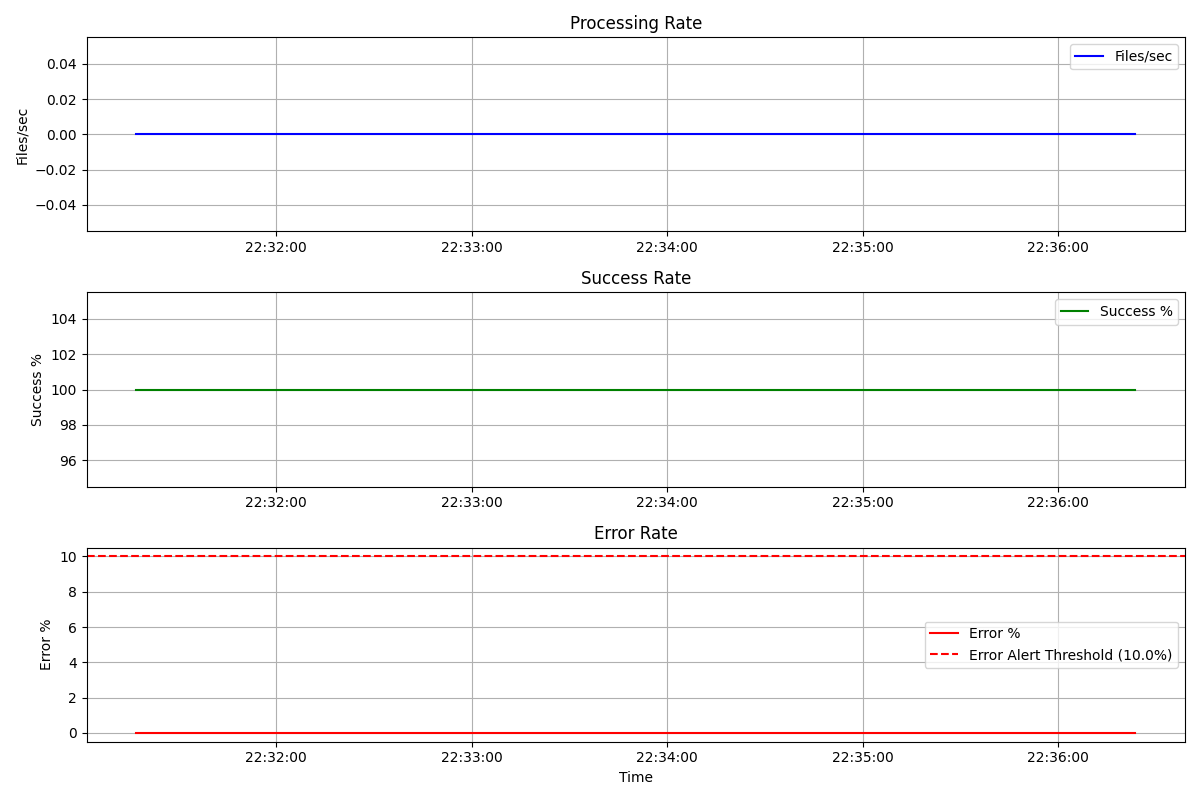 Processing Rate
Files/sec
0.04
0.02
0.00
−0.02
−0.04
Files/sec
22:32:00 22:33:00 22:34:00 22:35:00 22:36:00
Success Rate
Success %
104
102
100
98
96
Success %
22:32:00 22:33:00 22:34:00 22:35:00 22:36:00
Error Rate
Error %
10
8
6
4
2
0
Error %
Error Alert Threshold (10.0%)
22:32:00 22:33:00 22:34:00 22:35:00 22:36:00
Time